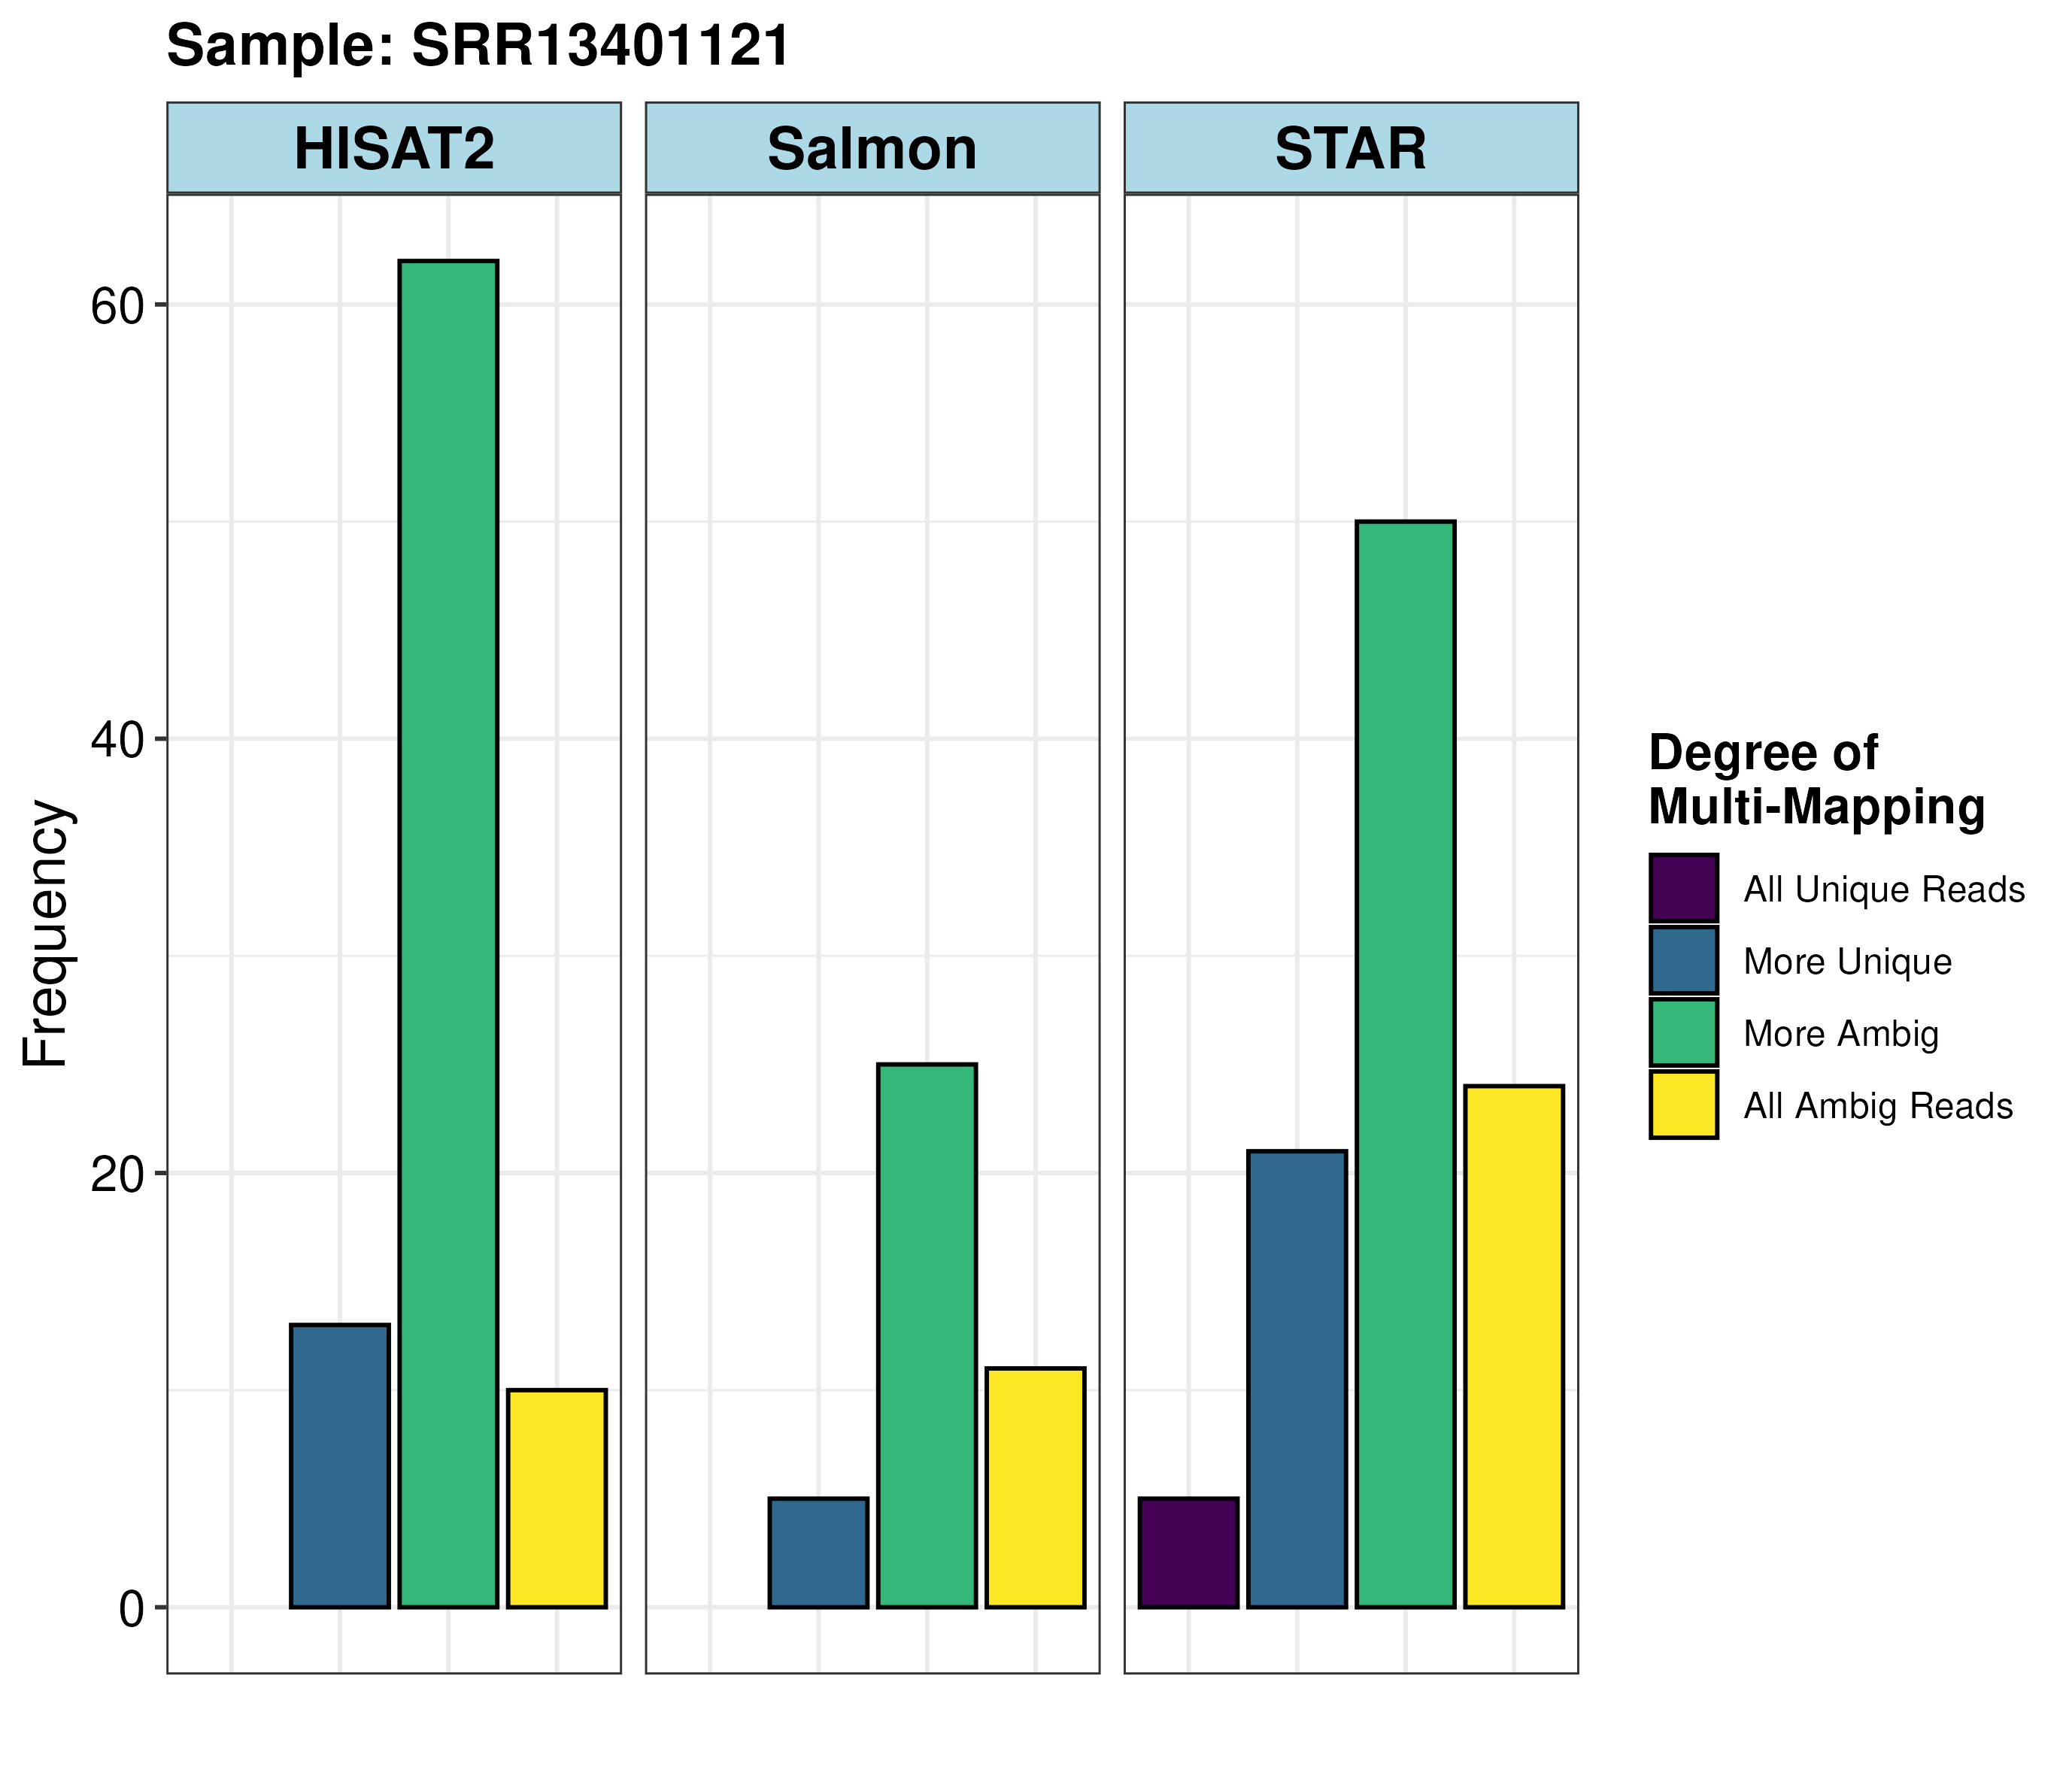 Sample: SRR13401121
HISAT2
Salmon
STAR
60
40
20
0
Frequency
Degree of
Multi-Mapping
All Unique Reads
More Unique
More Ambig
All Ambig Reads